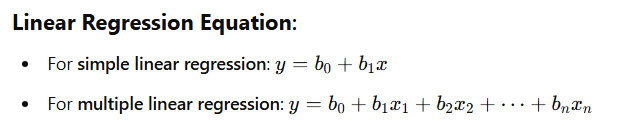 Linear Regression Equation:
• For simple linear regression: y = b₀ + b₁x
• For multiple linear regression: y = b₀ + b₁x₁ + b₂x₂ + ··· + bₙxₙ